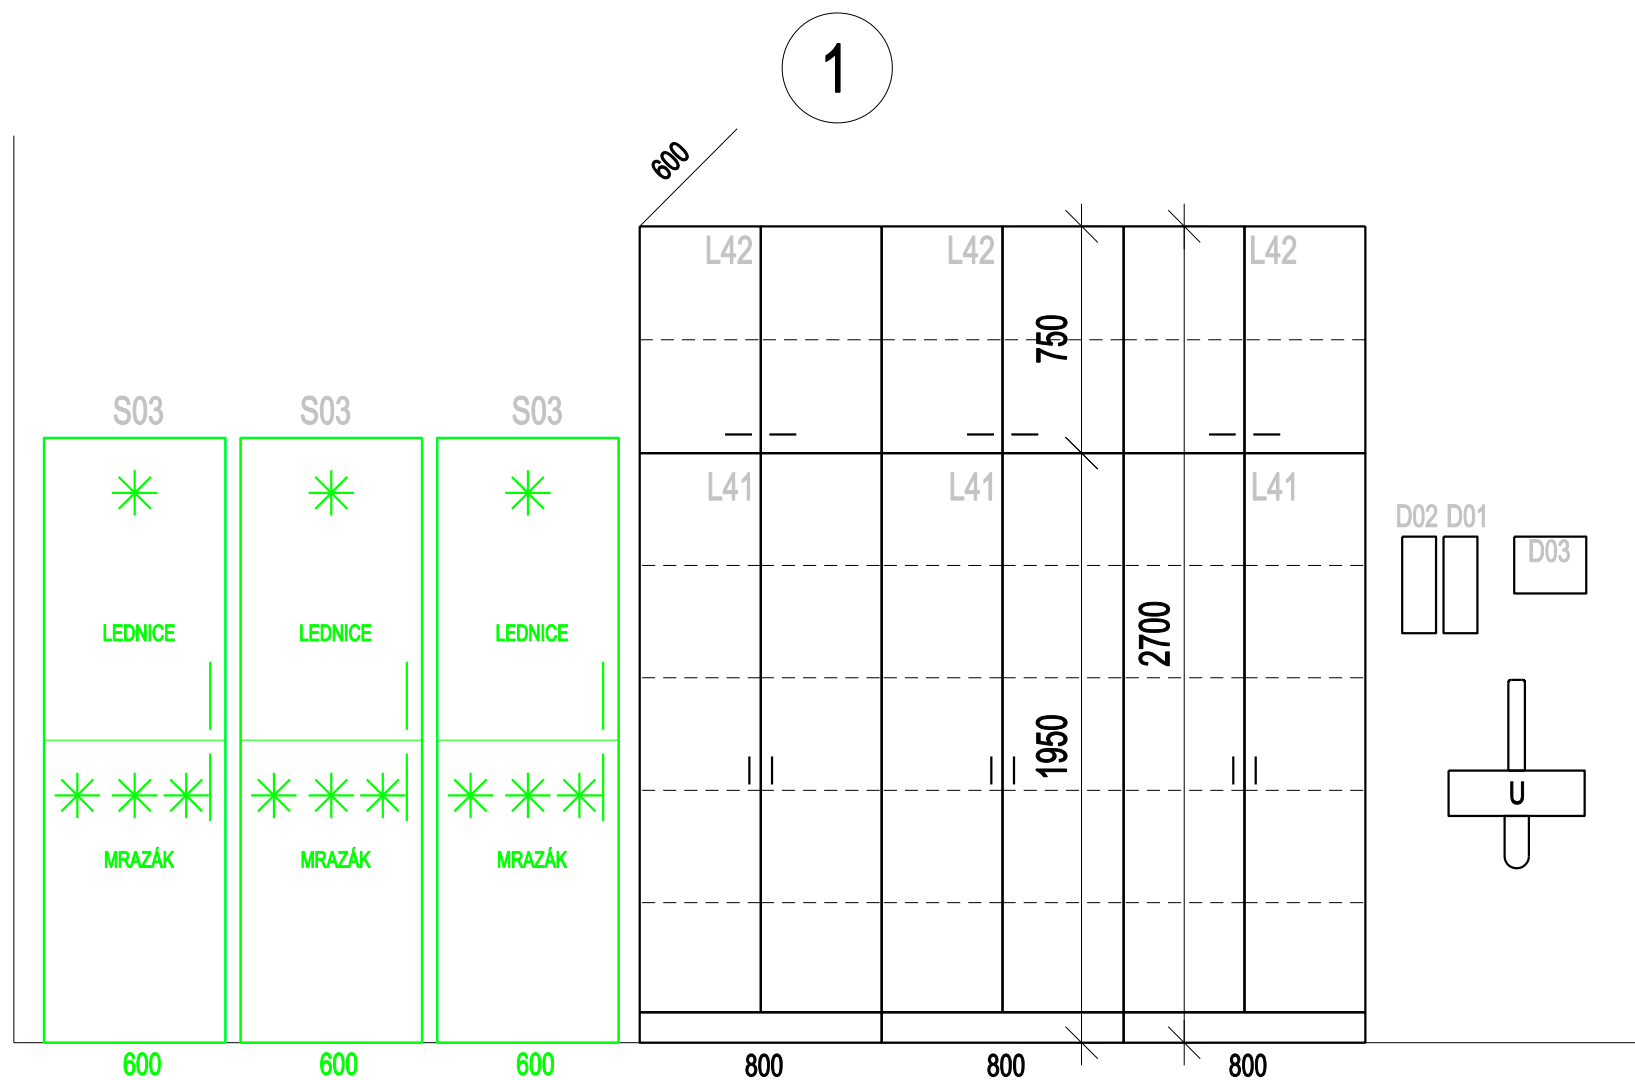 1
600
L42 L42 L42
750
S03 S03 S03
L41 L41 L41
D02 D01
D03
LEDNICE LEDNICE LEDNICE
2700
1950
U
MRAZÁK MRAZÁK MRAZÁK
600 600 600 800 800 800